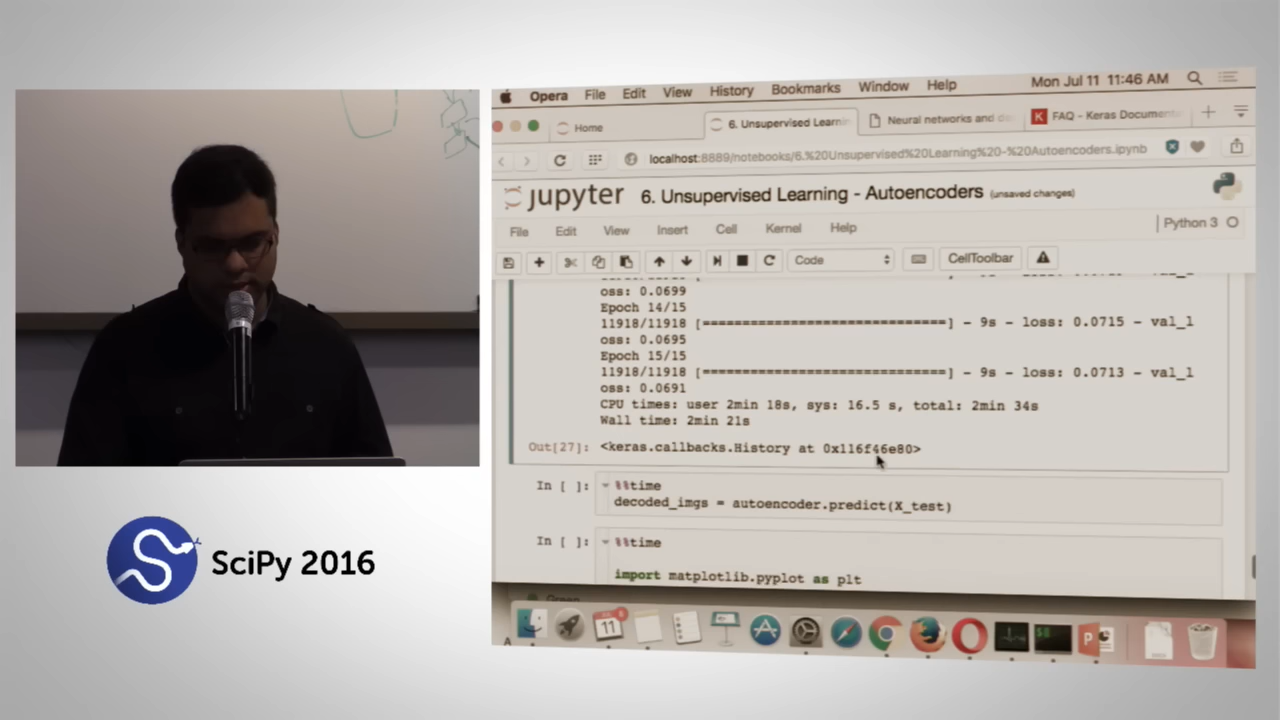 Opera File Edit View History Bookmarks Window Help Mon Jul 11 11:46 AM
Home 6. Unsupervised Learnin Neural networks and d FAQ - Keras Documenta
localhost:8889/notebooks/6.%20Unsupervised%20Learning%20-%20Autoencoders.ipynb
jupyter 6. Unsupervised Learning - Autoencoders (unsaved changes)
File Edit View Insert Cell Kernel Help Python 3
Code CellToolbar
oss: 0.0699
Epoch 14/15
11918/11918 [==============================] - 9s - loss: 0.0715 - val_l
oss: 0.0695
Epoch 15/15
11918/11918 [==============================] - 9s - loss: 0.0713 - val_l
oss: 0.0691
CPU times: user 2min 18s, sys: 16.5 s, total: 2min 34s
Wall time: 2min 21s
Out[27]: <keras.callbacks.History at 0x116f46e80>
In [ ]: %%time
decoded_imgs = autoencoder.predict(X_test)
In [ ]: %%time
import matplotlib.pyplot as plt
11
SciPy 2016